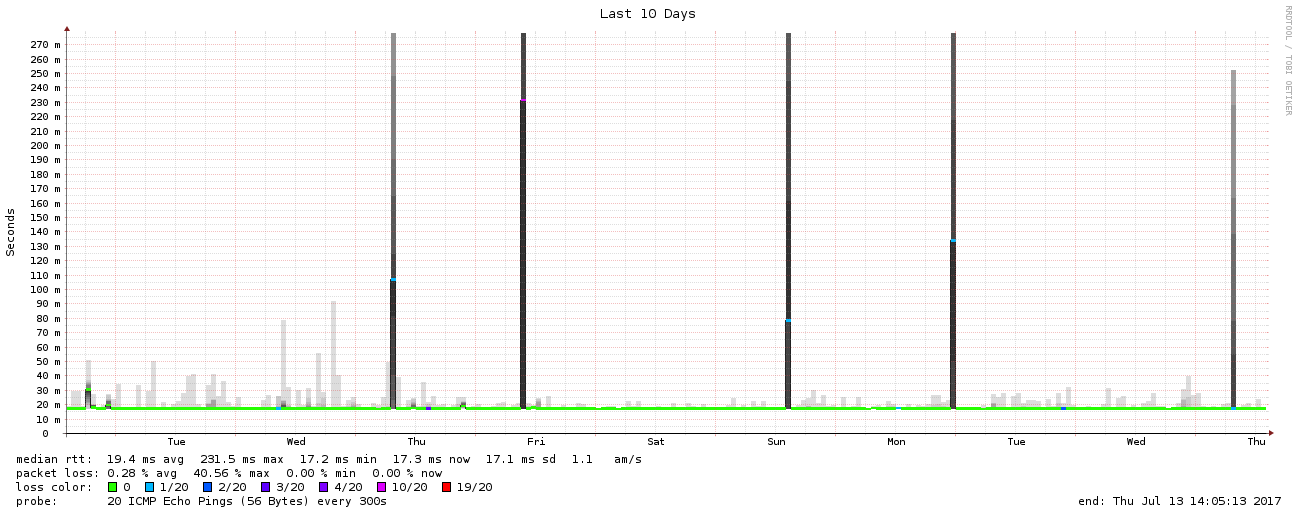 Last 10 Days
RRDTOOL / TOBI OETIKER
Seconds
270 m
260 m
250 m
240 m
230 m
220 m
210 m
200 m
190 m
180 m
170 m
160 m
150 m
140 m
130 m
120 m
110 m
100 m
90 m
80 m
70 m
60 m
50 m
40 m
30 m
20 m
10 m
0
Tue Wed Thu Fri Sat Sun Mon Tue Wed Thu
median rtt: 19.4 ms avg 231.5 ms max 17.2 ms min 17.3 ms now 17.1 ms sd 1.1 am/s
packet loss: 0.28 % avg 40.56 % max 0.00 % min 0.00 % now
loss color: 0 1/20 2/20 3/20 4/20 10/20 19/20
probe: 20 ICMP Echo Pings (56 Bytes) every 300s end: Thu Jul 13 14:05:13 2017